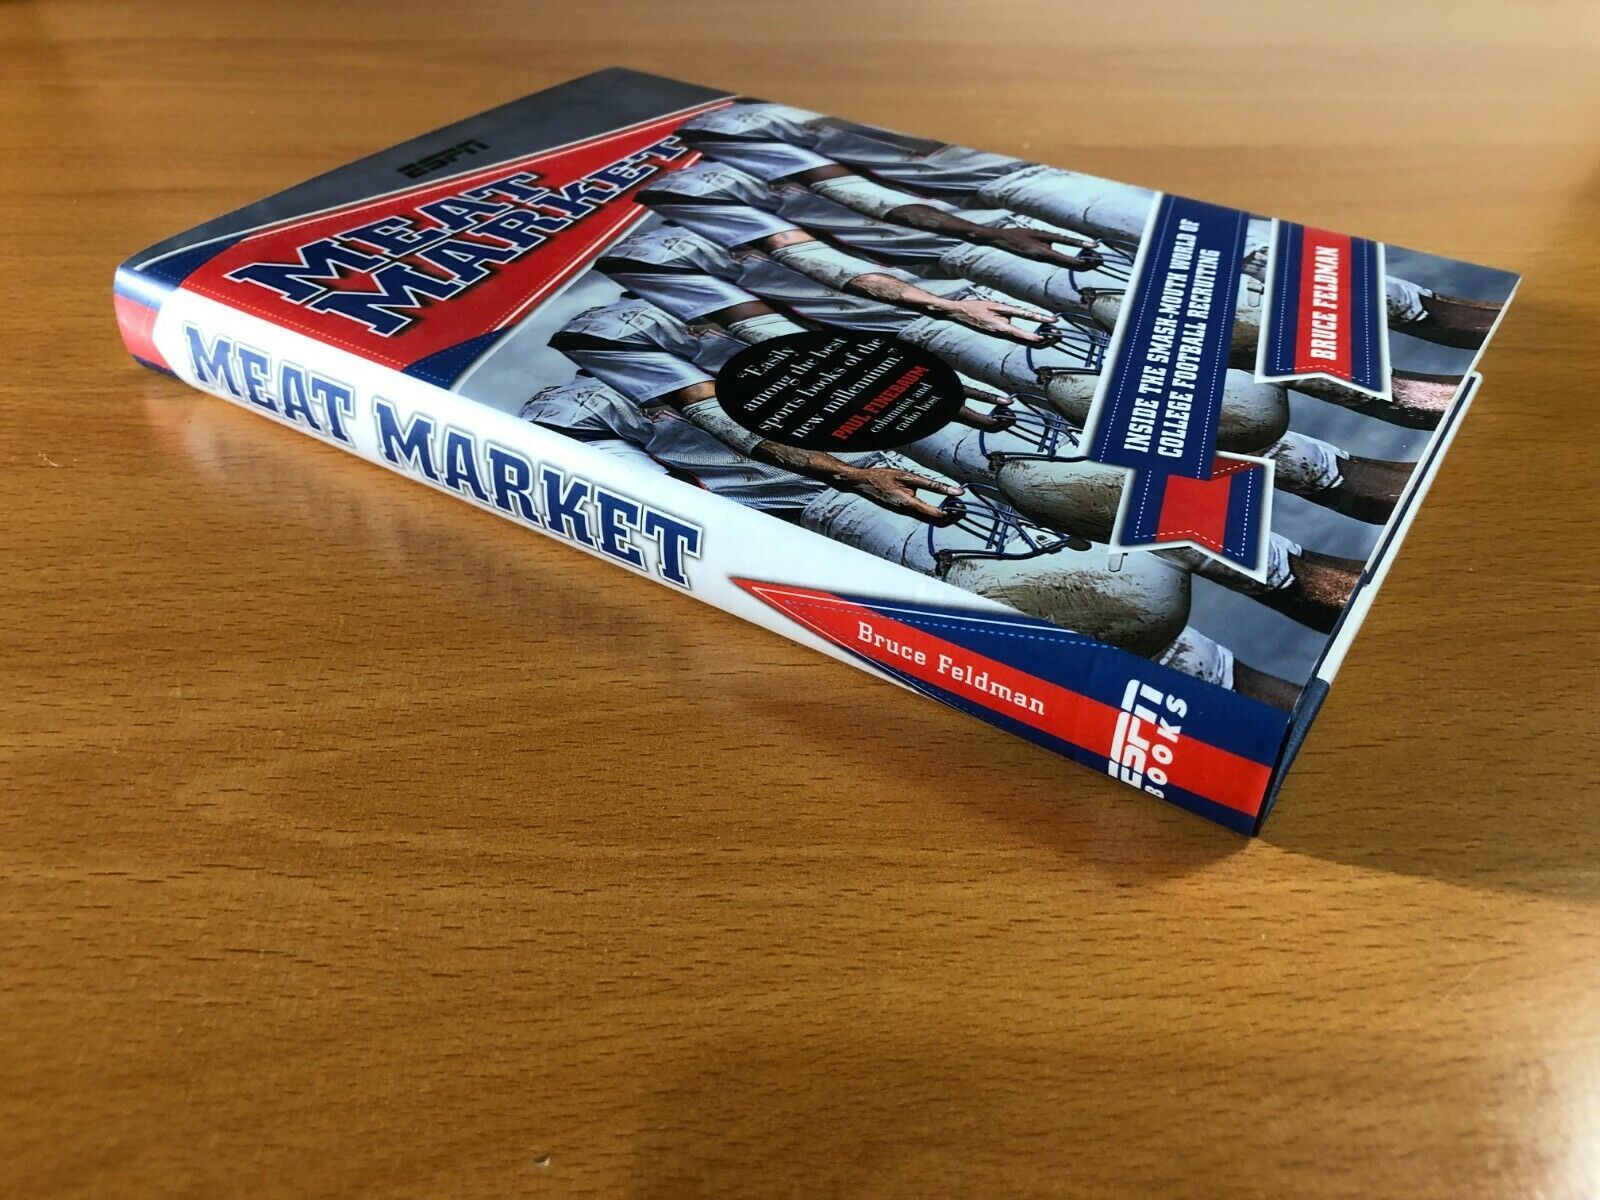 ESPN
MEAT
MARKET
"Easily
among the best
sports books of the
new millennium."
PAUL FINEBAUM
columnist and
radio host
INSIDE THE SMASH-MOUTH WORLD OF
COLLEGE FOOTBALL RECRUITING
BRUCE FELDMAN
MEAT MARKET
Bruce Feldman
ESPN
BOOKS